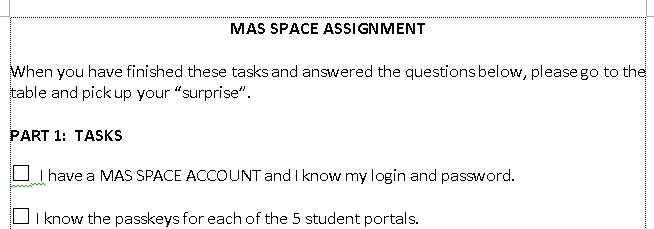 MAS SPACE ASSIGNMENT
When you have finished these tasks and answered the questions below, please go to the
table and pick up your “surprise”.
PART 1: TASKS
☐ I have a MAS SPACE ACCOUNT and I know my login and password.
☐ I know the passkeys for each of the 5 student portals.